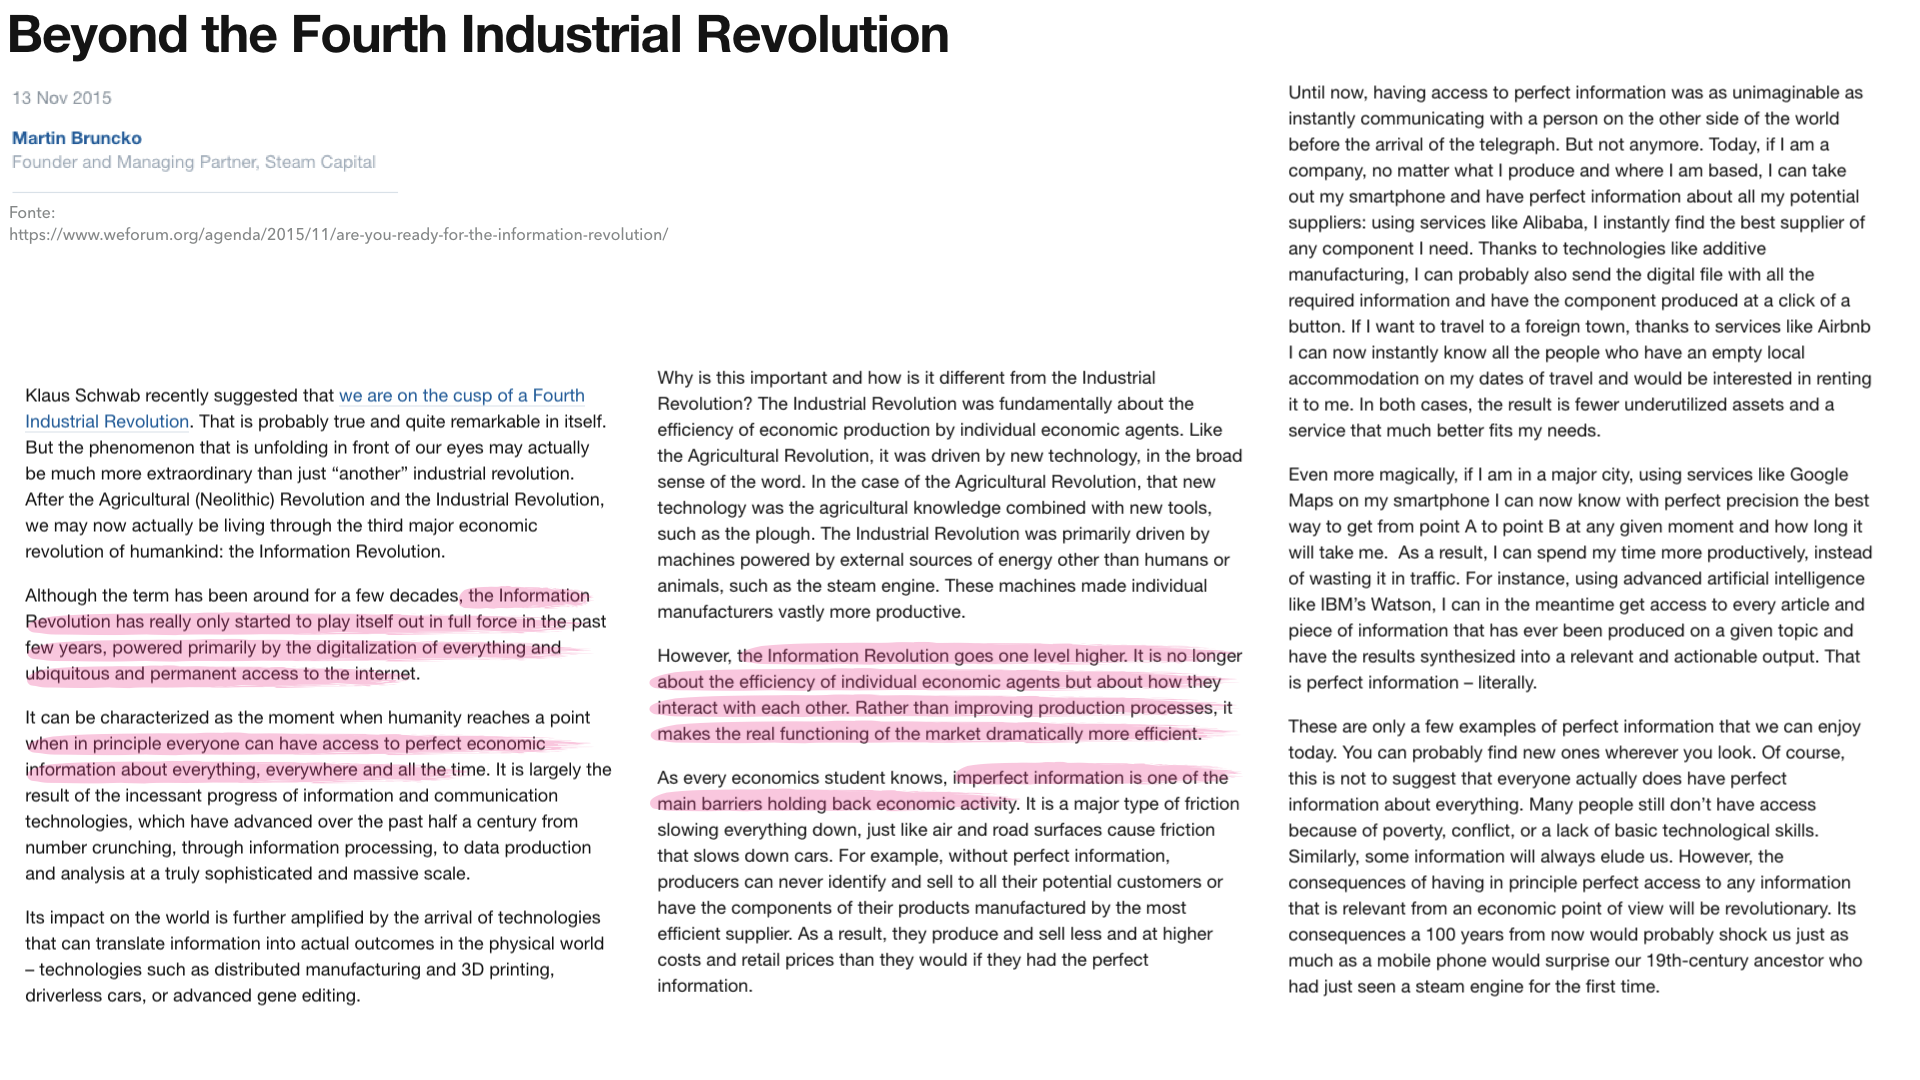 Beyond the Fourth Industrial Revolution
13 Nov 2015
Martin Bruncko
Founder and Managing Partner, Steam Capital
Fonte:
https://www.weforum.org/agenda/2015/11/are-you-ready-for-the-information-revolution/
Klaus Schwab recently suggested that we are on the cusp of a Fourth
Industrial Revolution. That is probably true and quite remarkable in itself.
But the phenomenon that is unfolding in front of our eyes may actually
be much more extraordinary than just “another” industrial revolution.
After the Agricultural (Neolithic) Revolution and the Industrial Revolution,
we may now actually be living through the third major economic
revolution of humankind: the Information Revolution.
Although the term has been around for a few decades, the Information
Revolution has really only started to play itself out in full force in the past
few years, powered primarily by the digitalization of everything and
ubiquitous and permanent access to the internet.
It can be characterized as the moment when humanity reaches a point
when in principle everyone can have access to perfect economic
information about everything, everywhere and all the time. It is largely the
result of the incessant progress of information and communication
technologies, which have advanced over the past half a century from
number crunching, through information processing, to data production
and analysis at a truly sophisticated and massive scale.
Its impact on the world is further amplified by the arrival of technologies
that can translate information into actual outcomes in the physical world
– technologies such as distributed manufacturing and 3D printing,
driverless cars, or advanced gene editing.
Why is this important and how is it different from the Industrial
Revolution? The Industrial Revolution was fundamentally about the
efficiency of economic production by individual economic agents. Like
the Agricultural Revolution, it was driven by new technology, in the broad
sense of the word. In the case of the Agricultural Revolution, that new
technology was the agricultural knowledge combined with new tools,
such as the plough. The Industrial Revolution was primarily driven by
machines powered by external sources of energy other than humans or
animals, such as the steam engine. These machines made individual
manufacturers vastly more productive.
However, the Information Revolution goes one level higher. It is no longer
about the efficiency of individual economic agents but about how they
interact with each other. Rather than improving production processes, it
makes the real functioning of the market dramatically more efficient.
As every economics student knows, imperfect information is one of the
main barriers holding back economic activity. It is a major type of friction
slowing everything down, just like air and road surfaces cause friction
that slows down cars. For example, without perfect information,
producers can never identify and sell to all their potential customers or
have the components of their products manufactured by the most
efficient supplier. As a result, they produce and sell less and at higher
costs and retail prices than they would if they had the perfect
information.
Until now, having access to perfect information was as unimaginable as
instantly communicating with a person on the other side of the world
before the arrival of the telegraph. But not anymore. Today, if I am a
company, no matter what I produce and where I am based, I can take
out my smartphone and have perfect information about all my potential
suppliers: using services like Alibaba, I instantly find the best supplier of
any component I need. Thanks to technologies like additive
manufacturing, I can probably also send the digital file with all the
required information and have the component produced at a click of a
button. If I want to travel to a foreign town, thanks to services like Airbnb
I can now instantly know all the people who have an empty local
accommodation on my dates of travel and would be interested in renting
it to me. In both cases, the result is fewer underutilized assets and a
service that much better fits my needs.
Even more magically, if I am in a major city, using services like Google
Maps on my smartphone I can now know with perfect precision the best
way to get from point A to point B at any given moment and how long it
will take me.  As a result, I can spend my time more productively, instead
of wasting it in traffic. For instance, using advanced artificial intelligence
like IBM’s Watson, I can in the meantime get access to every article and
piece of information that has ever been produced on a given topic and
have the results synthesized into a relevant and actionable output. That
is perfect information – literally.
These are only a few examples of perfect information that we can enjoy
today. You can probably find new ones wherever you look. Of course,
this is not to suggest that everyone actually does have perfect
information about everything. Many people still don’t have access
because of poverty, conflict, or a lack of basic technological skills.
Similarly, some information will always elude us. However, the
consequences of having in principle perfect access to any information
that is relevant from an economic point of view will be revolutionary. Its
consequences a 100 years from now would probably shock us just as
much as a mobile phone would surprise our 19th-century ancestor who
had just seen a steam engine for the first time.